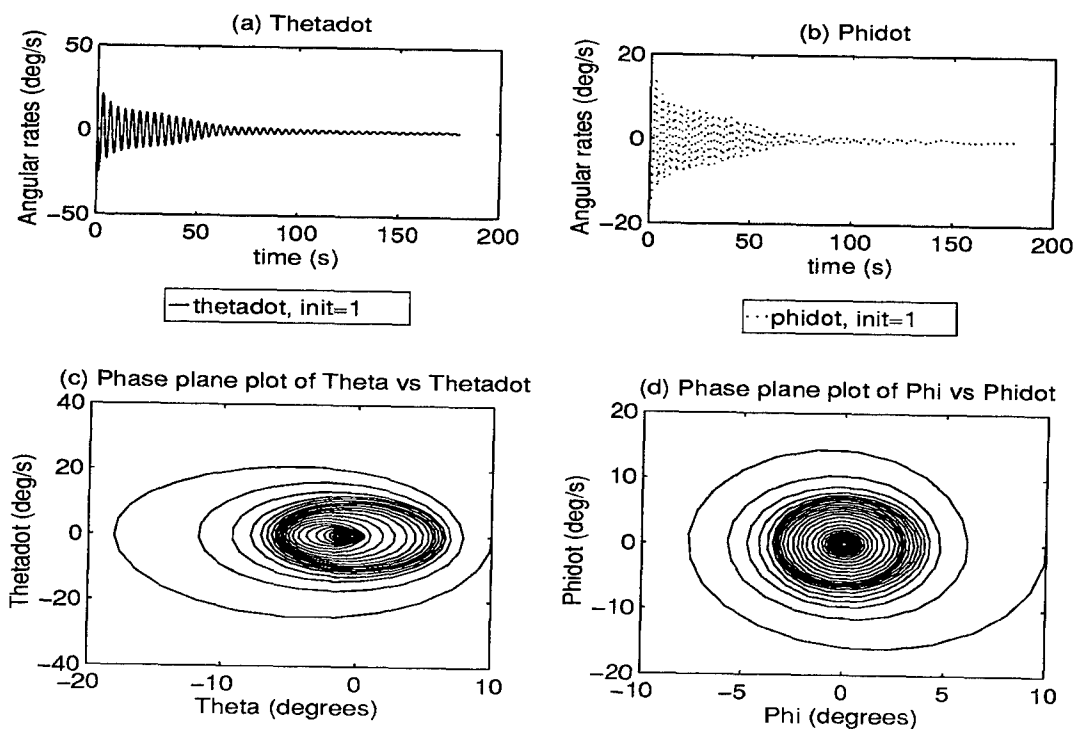 (a) Thetadot
50
0
−50
Angular rates (deg/s)
0 50 100 150 200
time (s)
thetadot, init=1
(b) Phidot
20
0
−20
Angular rates (deg/s)
0 50 100 150 200
time (s)
phidot, init=1
(c) Phase plane plot of Theta vs Thetadot
40
20
0
−20
−40
Thetadot (deg/s)
−20 −10 0 10
Theta (degrees)
(d) Phase plane plot of Phi vs Phidot
20
10
0
−10
−20
Phidot (deg/s)
−10 −5 0 5 10
Phi (degrees)